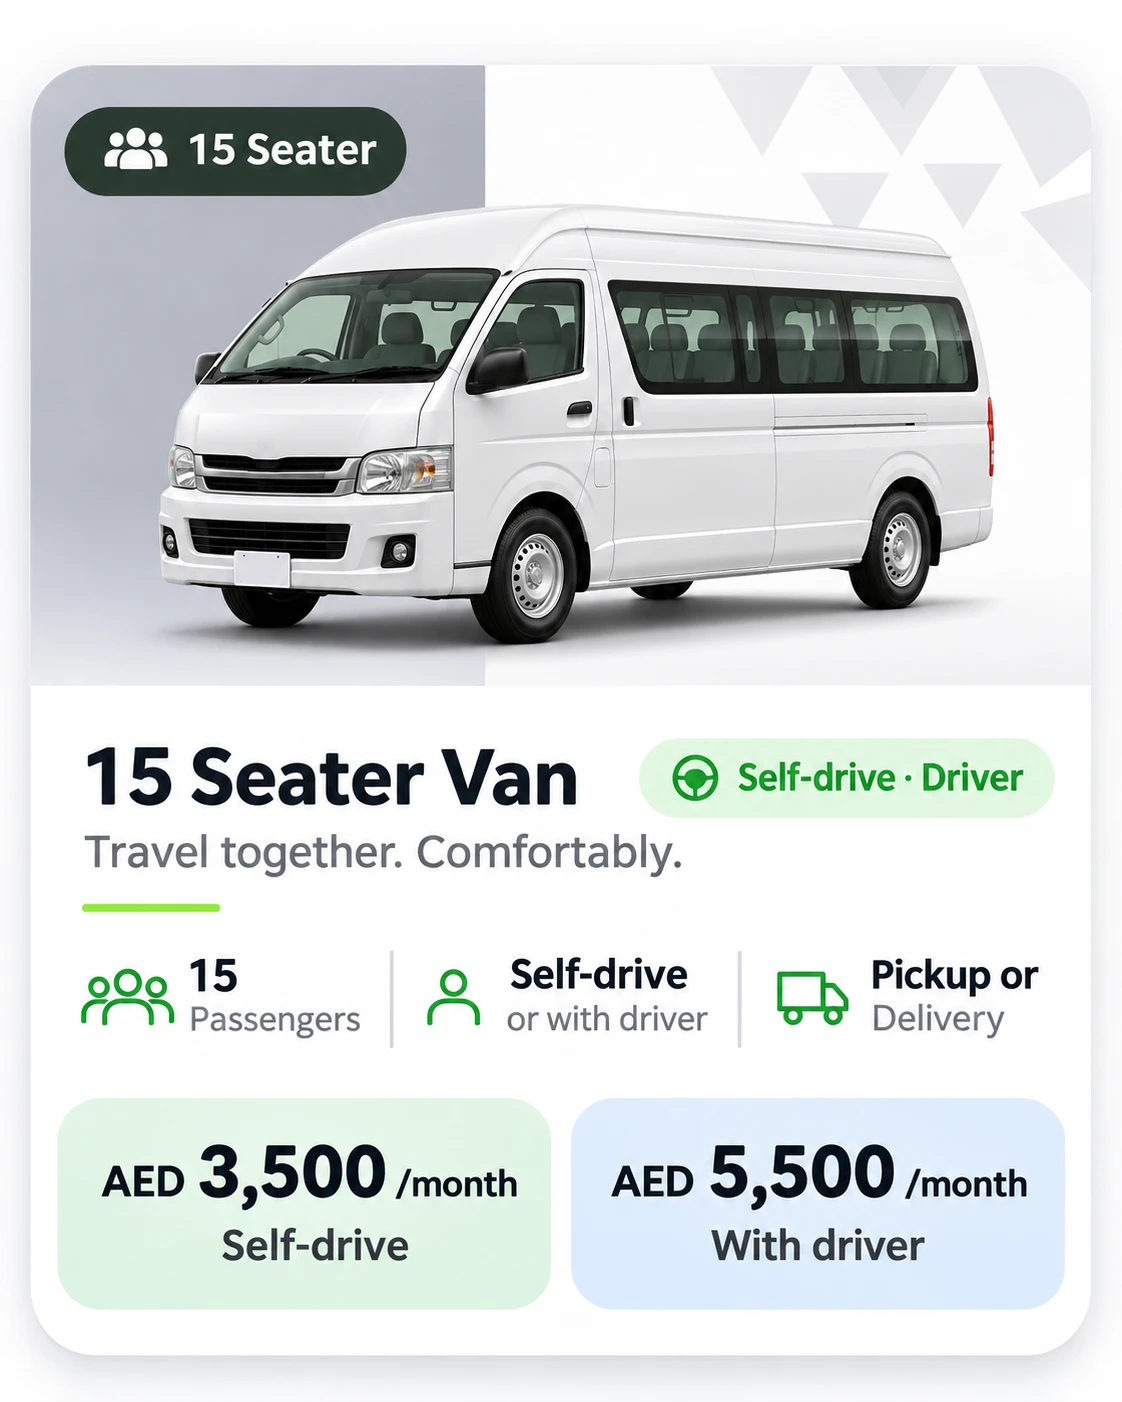 15 Seater
15 Seater Van
Self-drive · Driver
Travel together. Comfortably.
15
Passengers
Self-drive
or with driver
Pickup or
Delivery
AED 3,500 /month
Self-drive
AED 5,500 /month
With driver